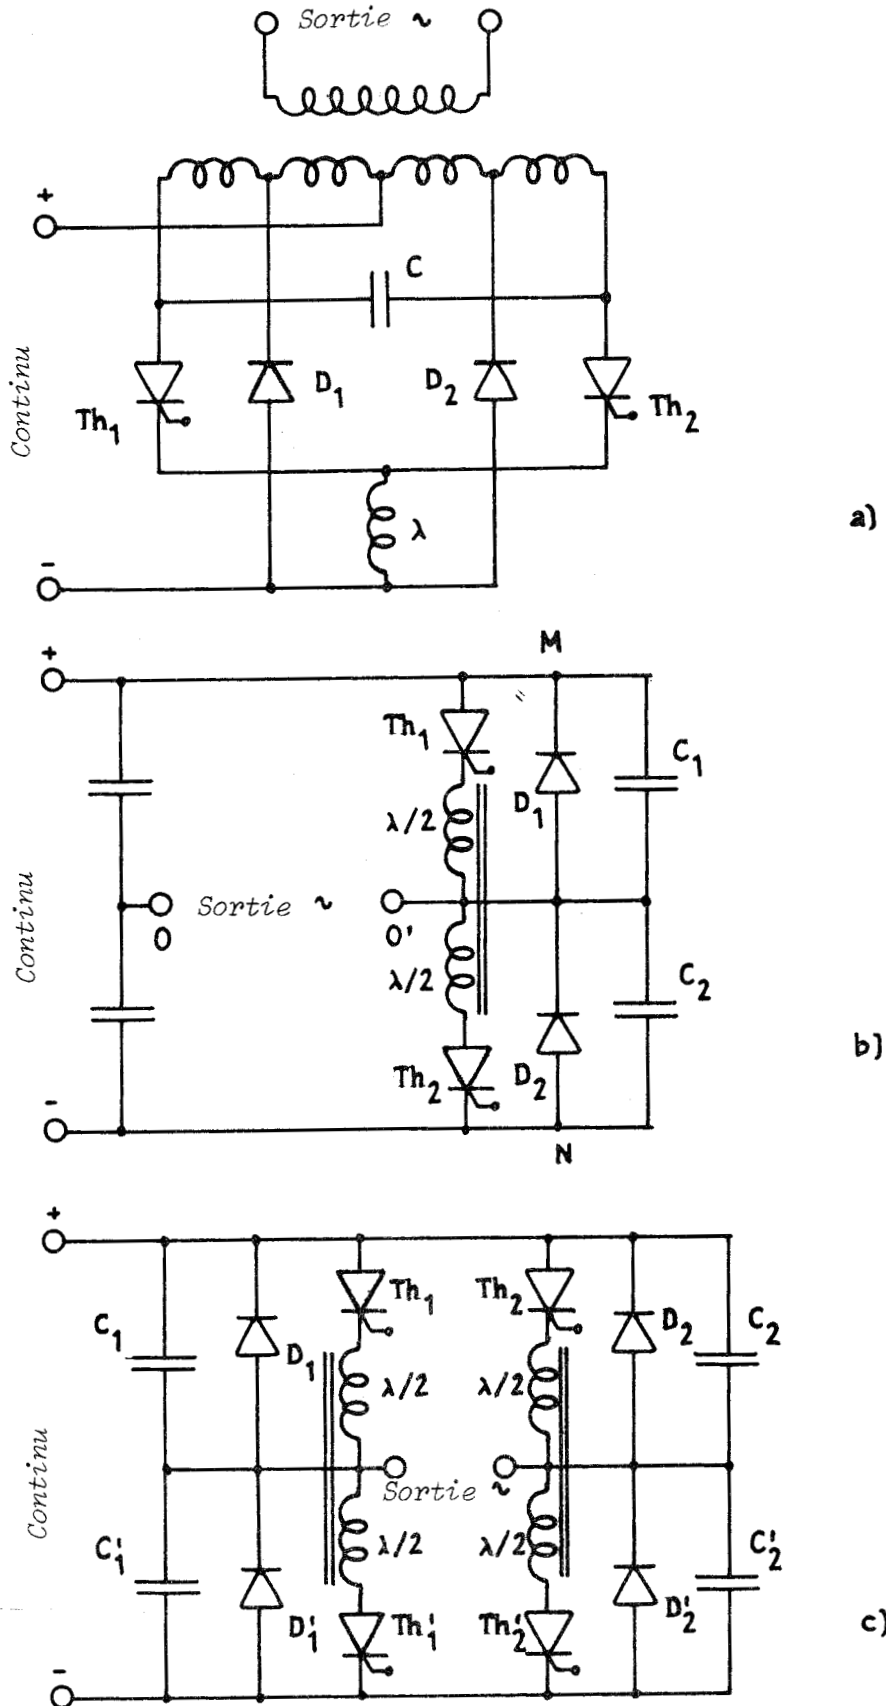 Sortie ~
+
C
Continu
Th1 D1 D2 Th2
λ
a)
-
M
+
Th1
C1
λ/2 D1
Continu
Sortie ~
O O'
λ/2 C2
b)
Th2 D2
-
N
+
Th1 Th2 D2 C2
C1 D1 λ/2 λ/2
Continu
Sortie ~
C'1 λ/2 λ/2 C'2
D'1 Th'1 Th'2 D'2
c)
-